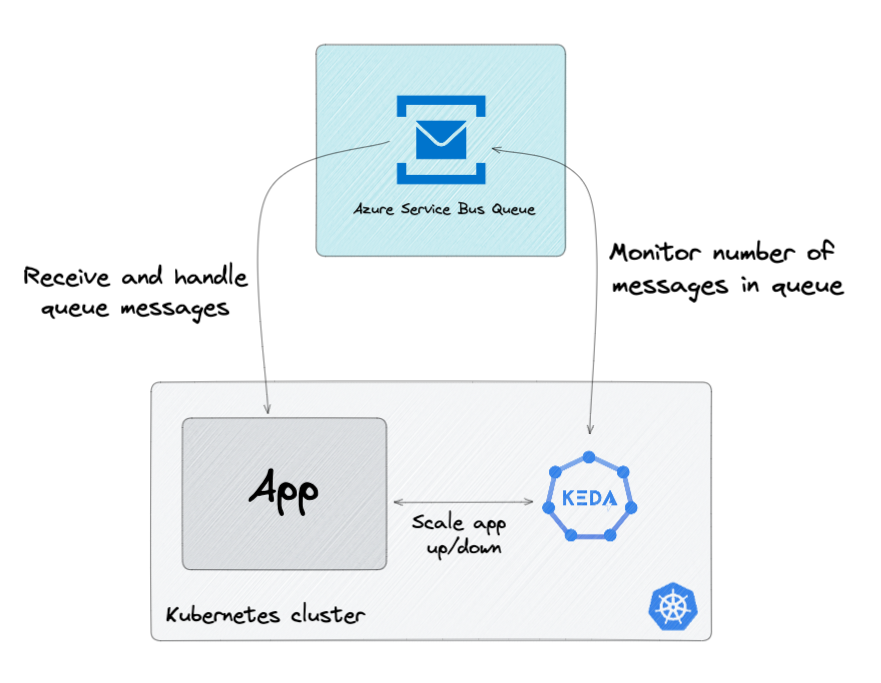 Azure Service Bus Queue
Receive and handle
queue messages
Monitor number of
messages in queue
App
KEDA
Scale app
up/down
Kubernetes cluster